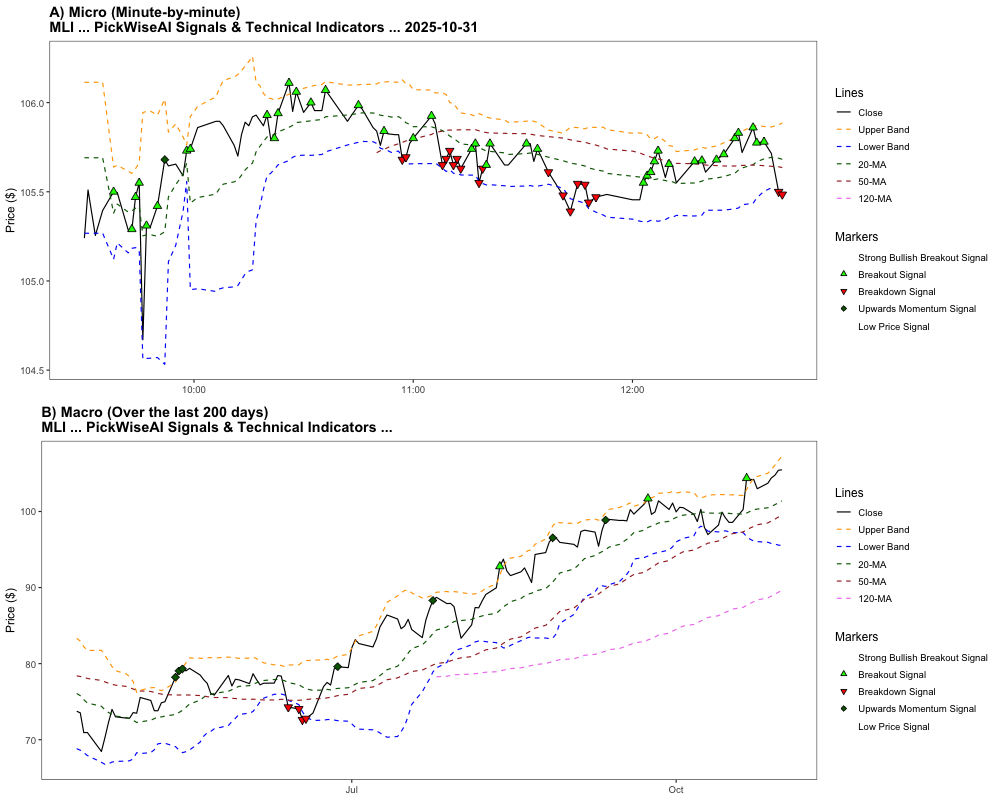 A) Micro (Minute-by-minute)
MLI ... PickWiseAI Signals & Technical Indicators ... 2025-10-31
Price ($)
106.0
105.5
105.0
104.5
10:00
11:00
12:00
Lines
Close
Upper Band
Lower Band
20-MA
50-MA
120-MA
Markers
Strong Bullish Breakout Signal
Breakout Signal
Breakdown Signal
Upwards Momentum Signal
Low Price Signal
B) Macro (Over the last 200 days)
MLI ... PickWiseAI Signals & Technical Indicators ...
Price ($)
100
90
80
70
Jul
Oct
Lines
Close
Upper Band
Lower Band
20-MA
50-MA
120-MA
Markers
Strong Bullish Breakout Signal
Breakout Signal
Breakdown Signal
Upwards Momentum Signal
Low Price Signal